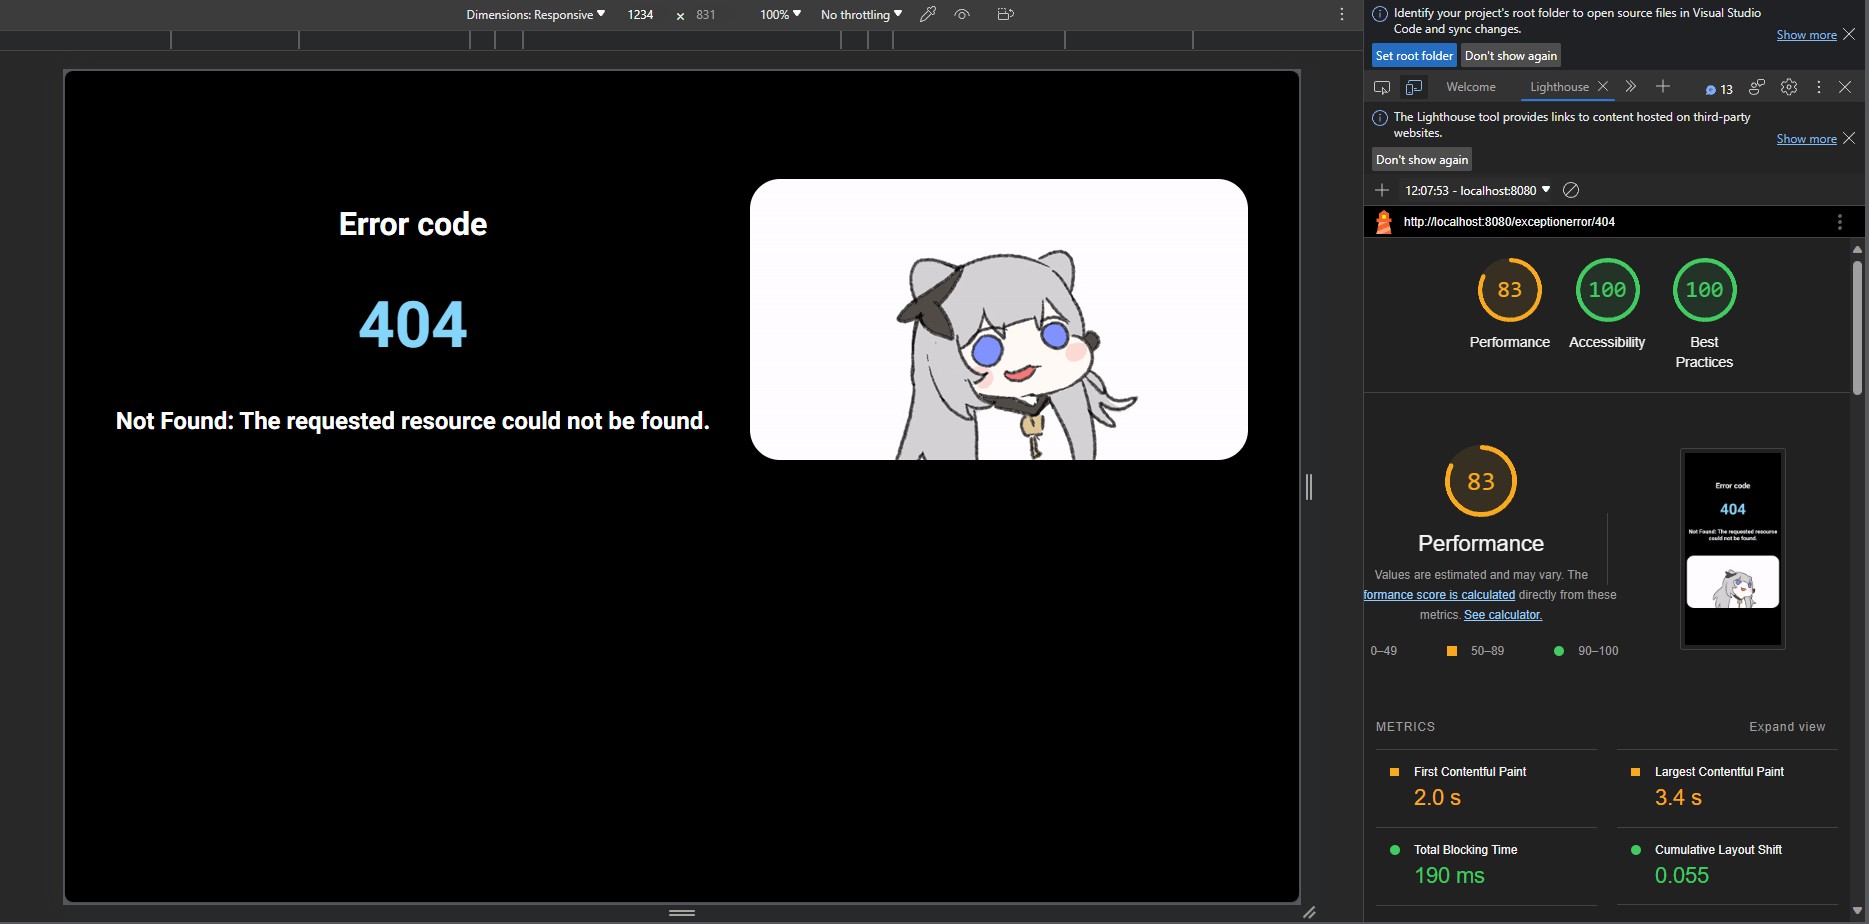 Dimensions: Responsive 1234 × 831 100% No throttling
Error code
404
Not Found: The requested resource could not be found.
Identify your project's root folder to open source files in Visual Studio
Code and sync changes.
Show more
Set root folder Don't show again
Welcome Lighthouse 13
The Lighthouse tool provides links to content hosted on third-party
websites.
Show more
Don't show again
12:07:53 - localhost:8080
http://localhost:8080/exceptionerror/404
83 100 100
Performance Accessibility Best
Practices
83
Performance
Values are estimated and may vary. The
formance score is calculated directly from these
metrics. See calculator.
0–49 50–89 90–100
Error code
404
Not Found: The requested resource
could not be found.
METRICS Expand view
First Contentful Paint
2.0 s
Largest Contentful Paint
3.4 s
Total Blocking Time
190 ms
Cumulative Layout Shift
0.055